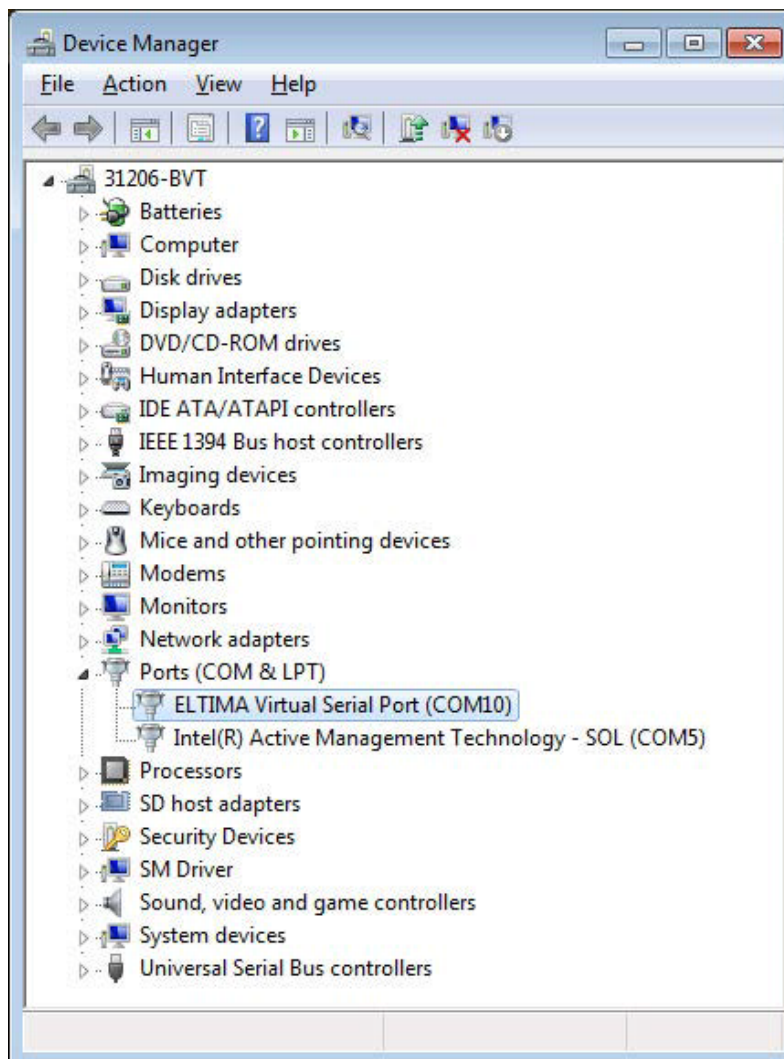 Device Manager
File Action View Help
31206-BVT
Batteries
Computer
Disk drives
Display adapters
DVD/CD-ROM drives
Human Interface Devices
IDE ATA/ATAPI controllers
IEEE 1394 Bus host controllers
Imaging devices
Keyboards
Mice and other pointing devices
Modems
Monitors
Network adapters
Ports (COM & LPT)
ELTIMA Virtual Serial Port (COM10)
Intel(R) Active Management Technology - SOL (COM5)
Processors
SD host adapters
Security Devices
SM Driver
Sound, video and game controllers
System devices
Universal Serial Bus controllers